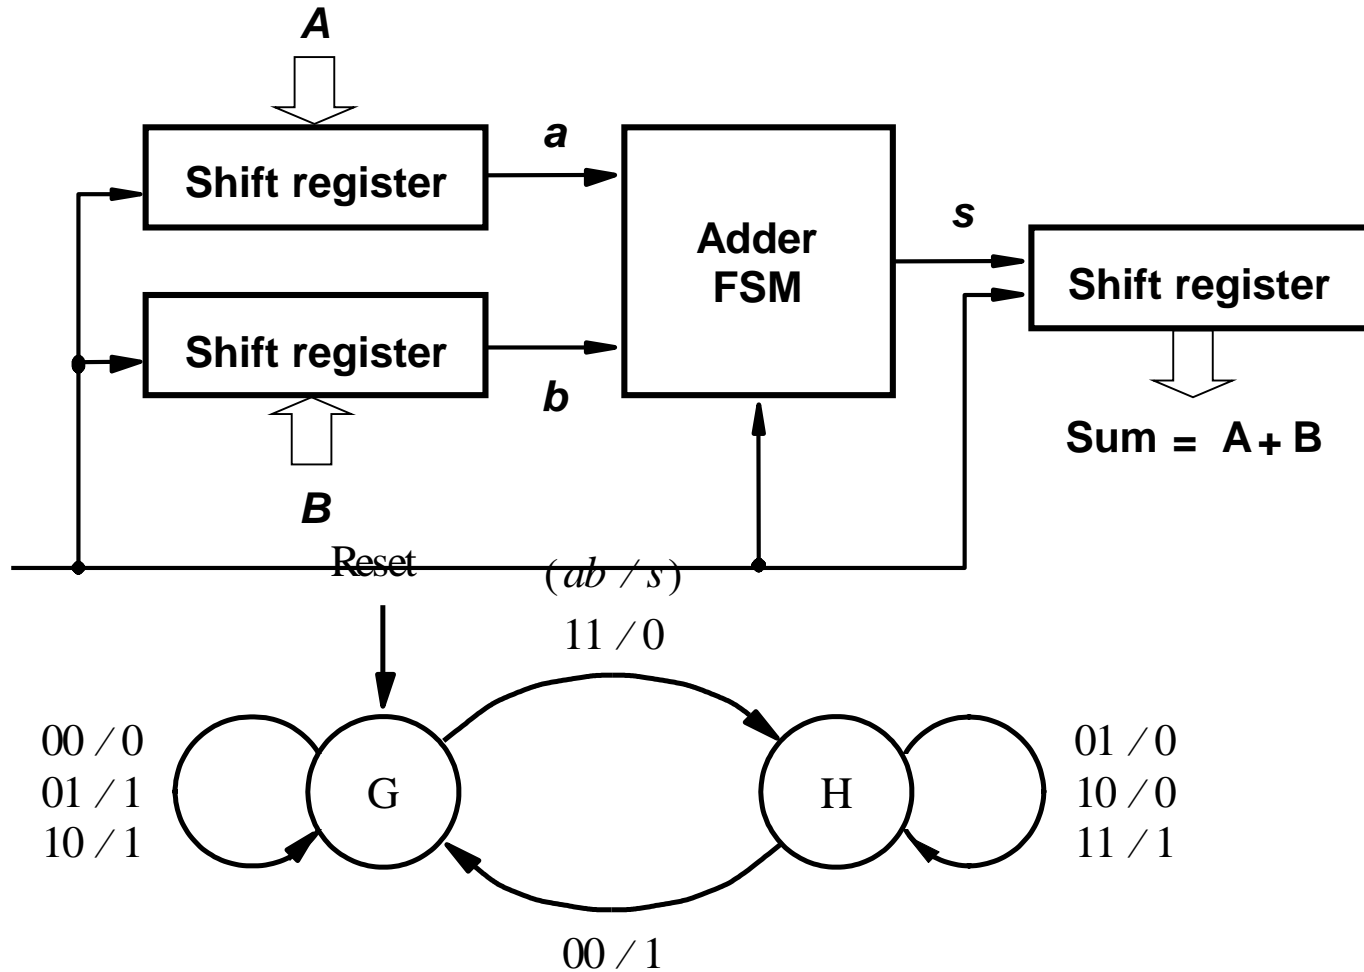 A
Shift register
a
Adder
FSM
s
Shift register
Shift register
b
B
Sum = A + B
Reset
(ab / s)
11 / 0
00 / 0
01 / 1
10 / 1
G
H
01 / 0
10 / 0
11 / 1
00 / 1